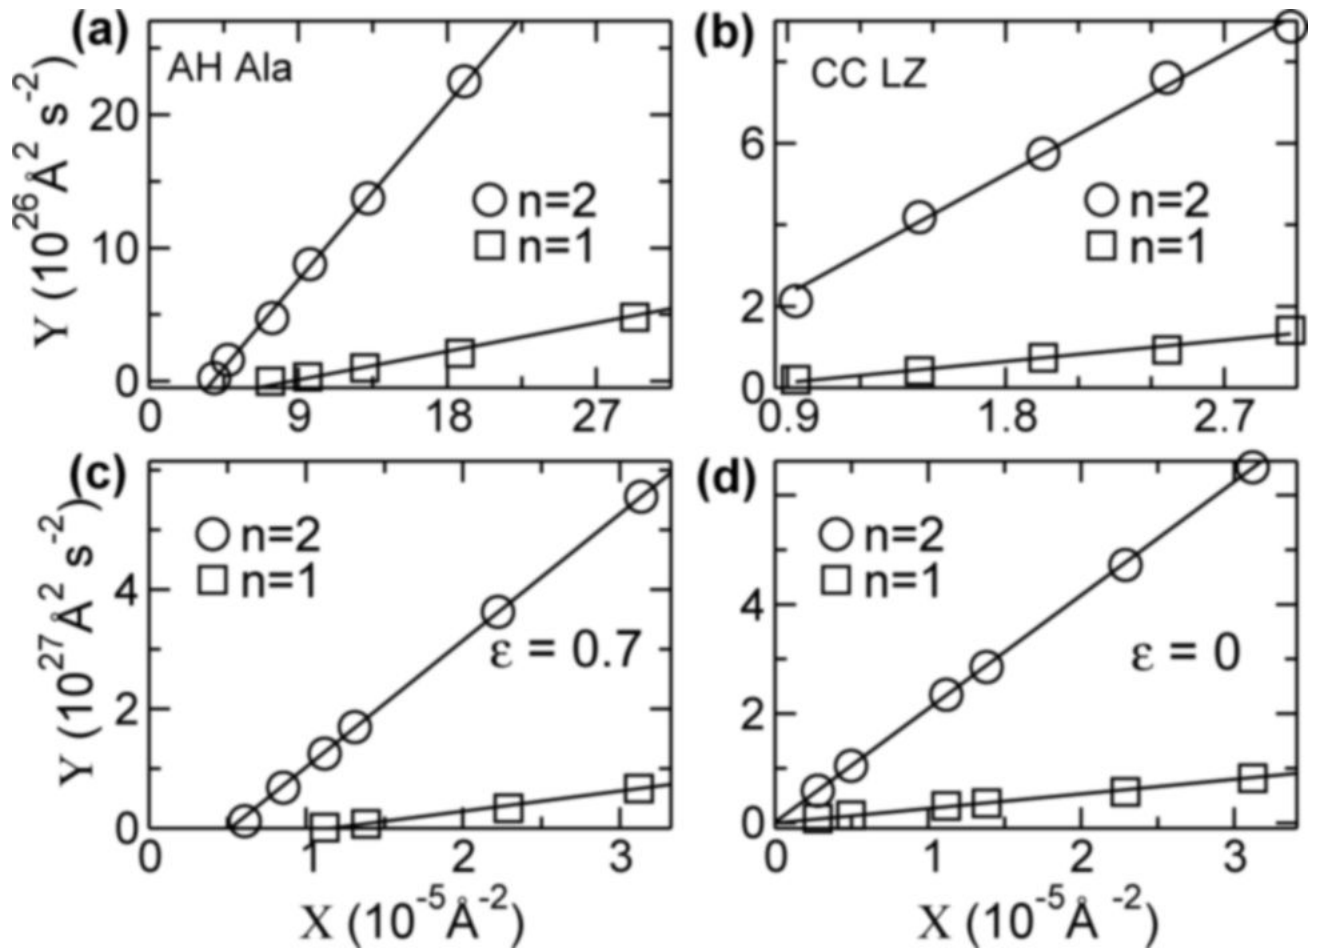 (a)
AH Ala
20
10
0
0 9 18 27
n=2
n=1
Y (10^26 Å^2 s^-2)
(b)
CC LZ
6
2
0
0.9 1.8 2.7
n=2
n=1
(c)
n=2
n=1
ε = 0.7
4
2
0
0 1 2 3
Y (10^27 Å^2 s^-2)
X (10^-5 Å^-2)
(d)
n=2
n=1
ε = 0
4
2
0
0 1 2 3
X (10^-5 Å^-2)